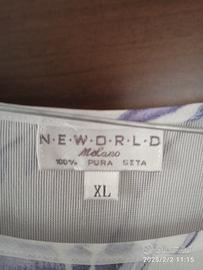 N·E·W·O·R·L·D
Milano
100% PURA SETA
XL
2025/2/2 11:15